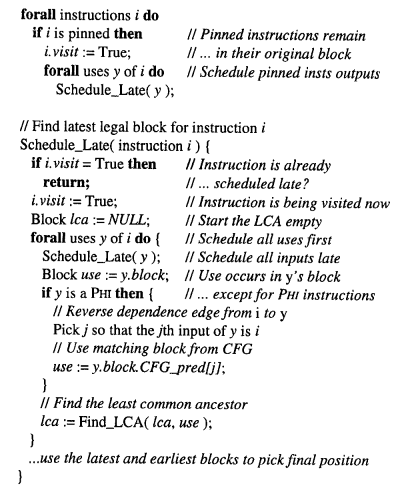 forall instructions i do
if i is pinned then // Pinned instructions remain
i.visit := True; // ... in their original block
forall uses y of i do // Schedule pinned insts outputs
Schedule_Late( y );
// Find latest legal block for instruction i
Schedule_Late( instruction i ) {
if i.visit = True then // Instruction is already
return; // ... scheduled late?
i.visit := True; // Instruction is being visited now
Block lca := NULL; // Start the LCA empty
forall uses y of i do { // Schedule all uses first
Schedule_Late( y ); // Schedule all inputs late
Block use := y.block; // Use occurs in y's block
if y is a PHI then { // ... except for PHI instructions
// Reverse dependence edge from i to y
Pick j so that the jth input of y is i
// Use matching block from CFG
use := y.block.CFG_pred[j];
}
// Find the least common ancestor
lca := Find_LCA( lca, use );
}
...use the latest and earliest blocks to pick final position
}